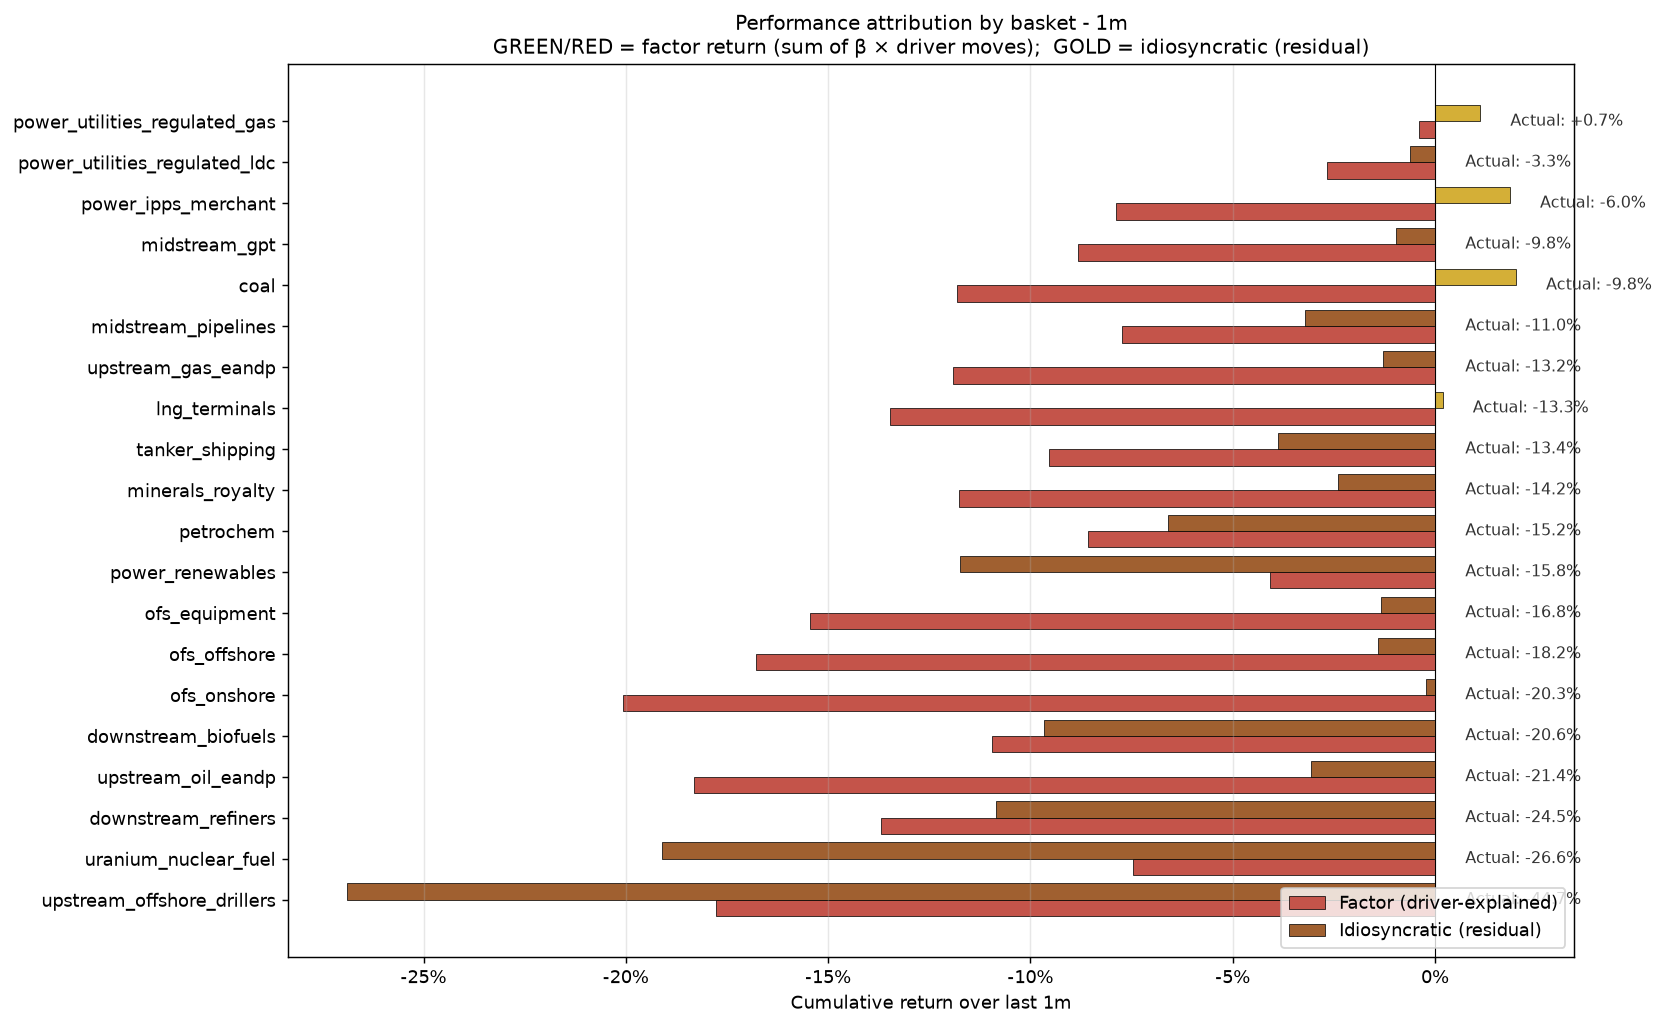 Performance attribution by basket - 1m
GREEN/RED = factor return (sum of β × driver moves);  GOLD = idiosyncratic (residual)
power_utilities_regulated_gas
Actual: +0.7%
power_utilities_regulated_ldc
Actual: -3.3%
power_ipps_merchant
Actual: -6.0%
midstream_gpt
Actual: -9.8%
coal
Actual: -9.8%
midstream_pipelines
Actual: -11.0%
upstream_gas_eandp
Actual: -13.2%
lng_terminals
Actual: -13.3%
tanker_shipping
Actual: -13.4%
minerals_royalty
Actual: -14.2%
petrochem
Actual: -15.2%
power_renewables
Actual: -15.8%
ofs_equipment
Actual: -16.8%
ofs_offshore
Actual: -18.2%
ofs_onshore
Actual: -20.3%
downstream_biofuels
Actual: -20.6%
upstream_oil_eandp
Actual: -21.4%
downstream_refiners
Actual: -24.5%
uranium_nuclear_fuel
Actual: -26.6%
upstream_offshore_drillers
Actual: -44.7%
Factor (driver-explained)
Idiosyncratic (residual)
-25%
-20%
-15%
-10%
-5%
0%
Cumulative return over last 1m